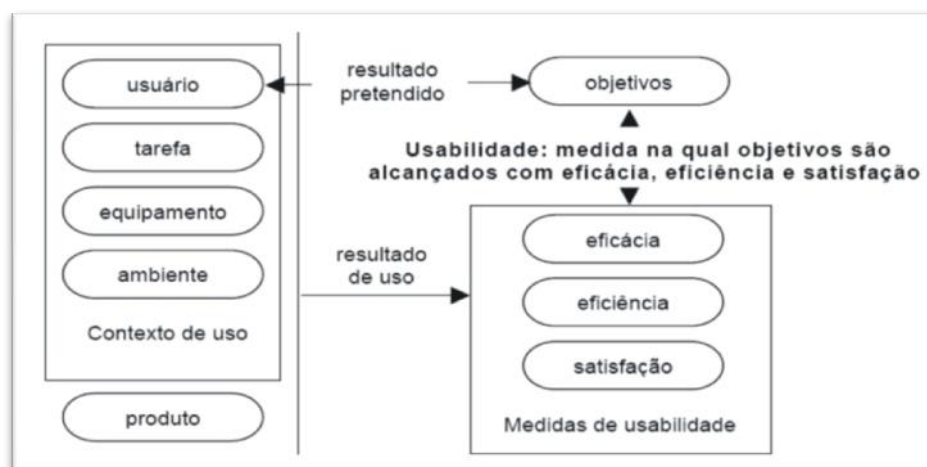 usuário
tarefa
equipamento
ambiente
Contexto de uso
produto
resultado
pretendido
objetivos
Usabilidade: medida na qual objetivos são
alcançados com eficácia, eficiência e satisfação
resultado
de uso
eficácia
eficiência
satisfação
Medidas de usabilidade